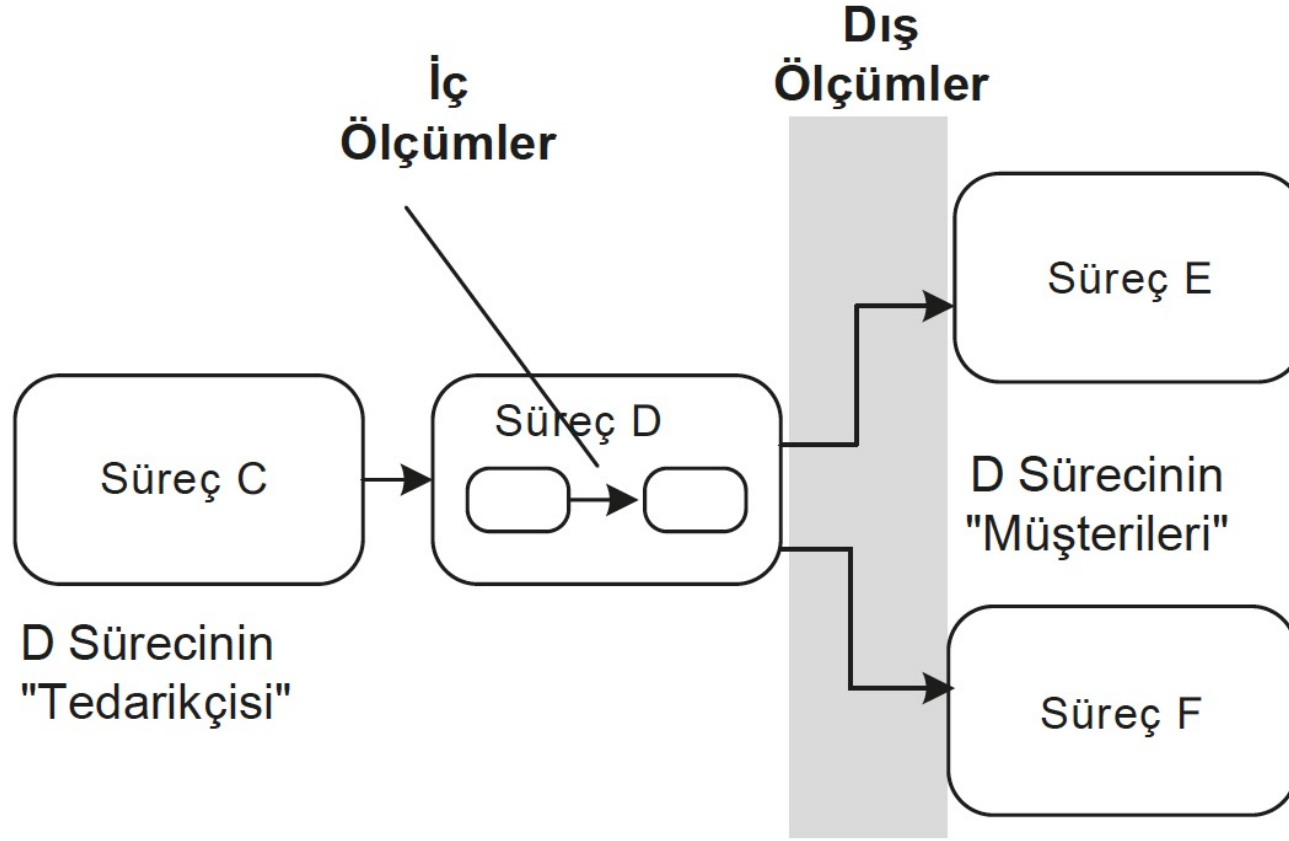 İç
Ölçümler
Dış
Ölçümler
Süreç C
Süreç D
Süreç E
D Sürecinin
"Müşterileri"
D Sürecinin
"Tedarikçisi"
Süreç F